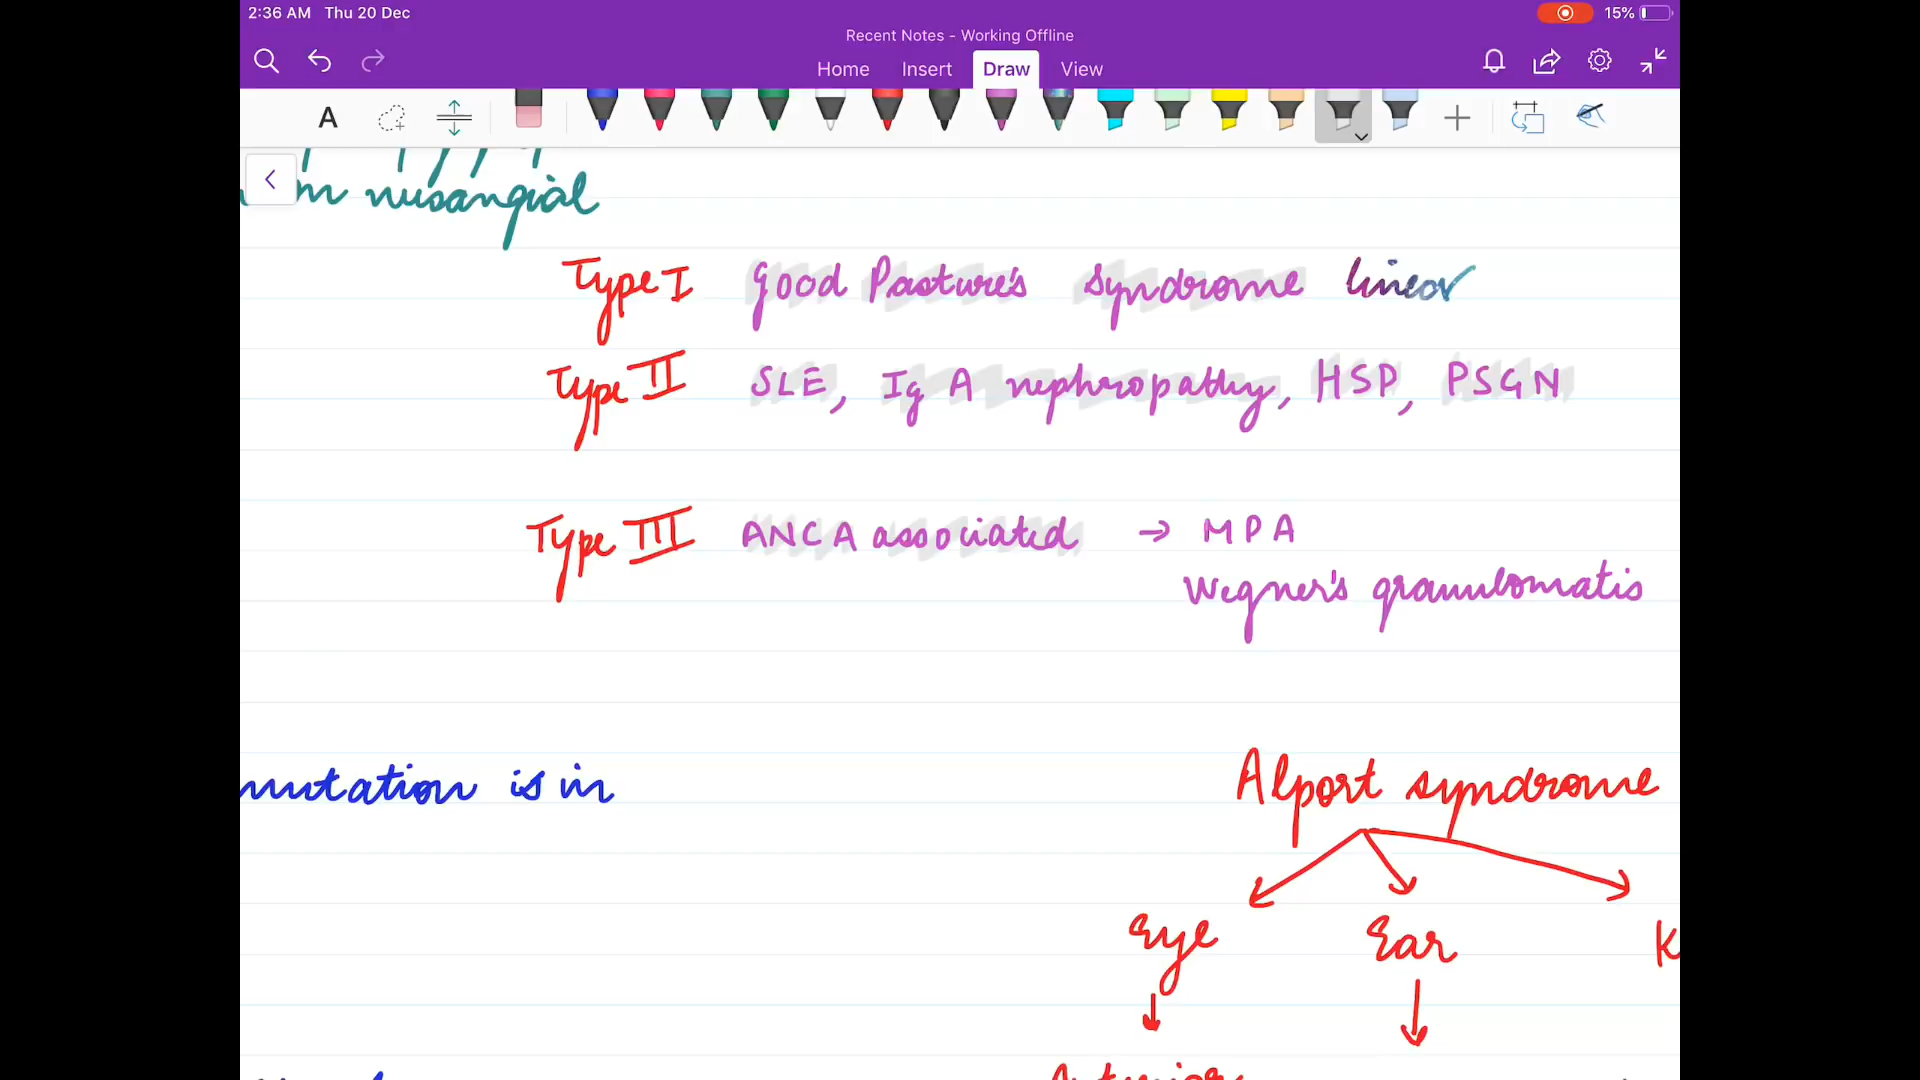 2:36 AM Thu 20 Dec
15%
Recent Notes - Working Offline
Home Insert Draw View
A
nusangial
Type I Good Pasture's Syndrome linear
Type II SLE, Ig A nephropathy, HSP, PSGN
Type III ANCA associated → MPA
Wegner's granulomatis
mutation is in
Alport syndrome
Eye Ear K